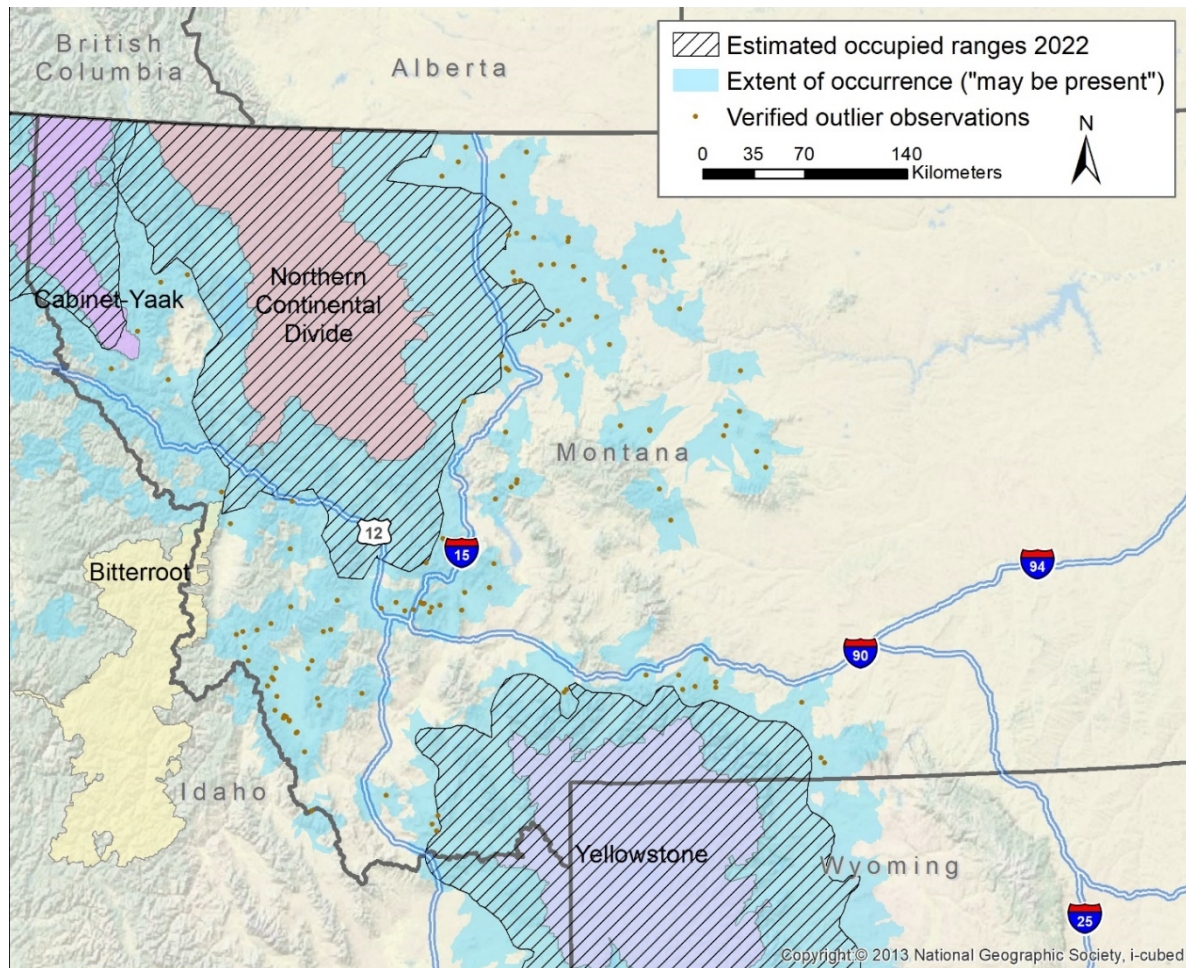 British
Columbia
Alberta
Estimated occupied ranges 2022
Extent of occurrence ("may be present")
Verified outlier observations
N
0 35 70 140
Kilometers
Northern
Continental
Divide
Cabinet-Yaak
Montana
12
15
94
Bitterroot
90
Idaho
Yellowstone
Wyoming
25
Copyright:© 2013 National Geographic Society, i-cubed